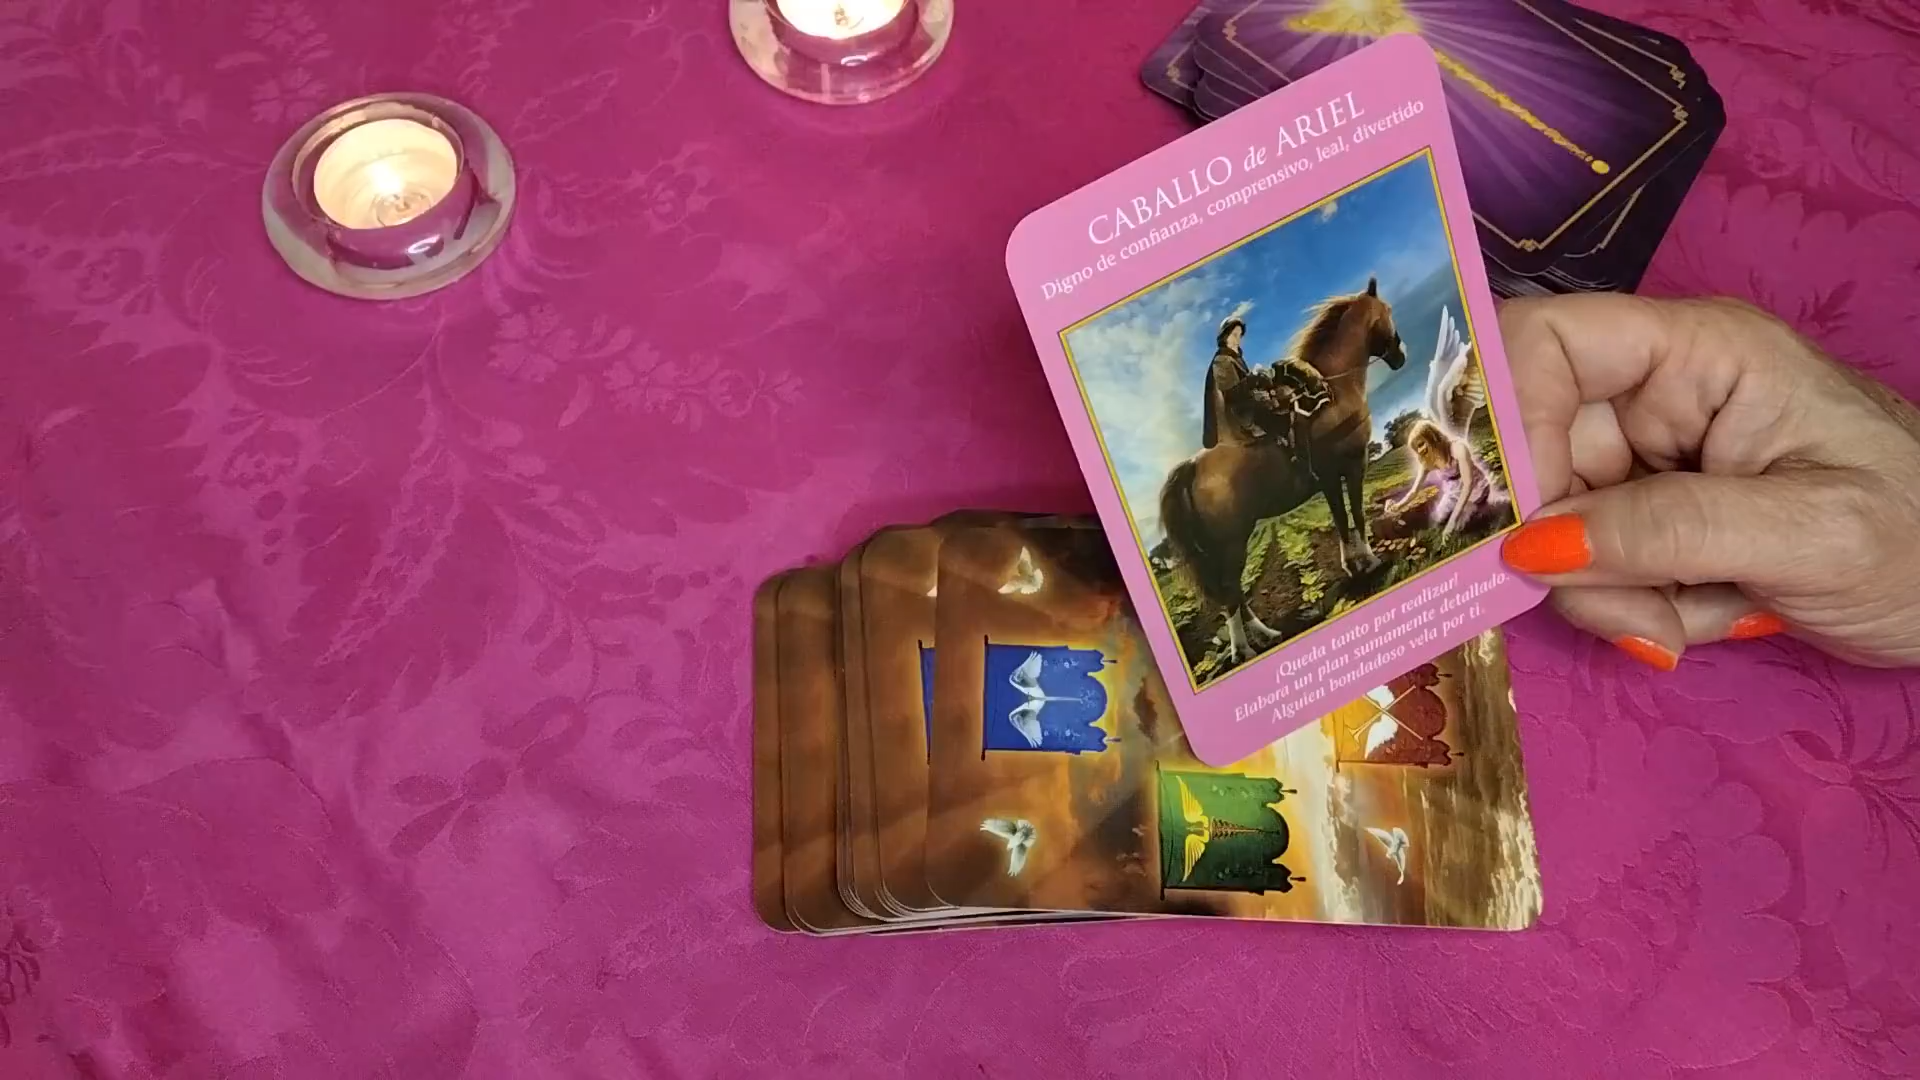 CABALLO de ARIEL
Digno de confianza, comprensivo, leal, divertido
¡Queda tanto por realizar!
Elabora un plan sumamente detallado.
Alguien bondadoso vela por ti.